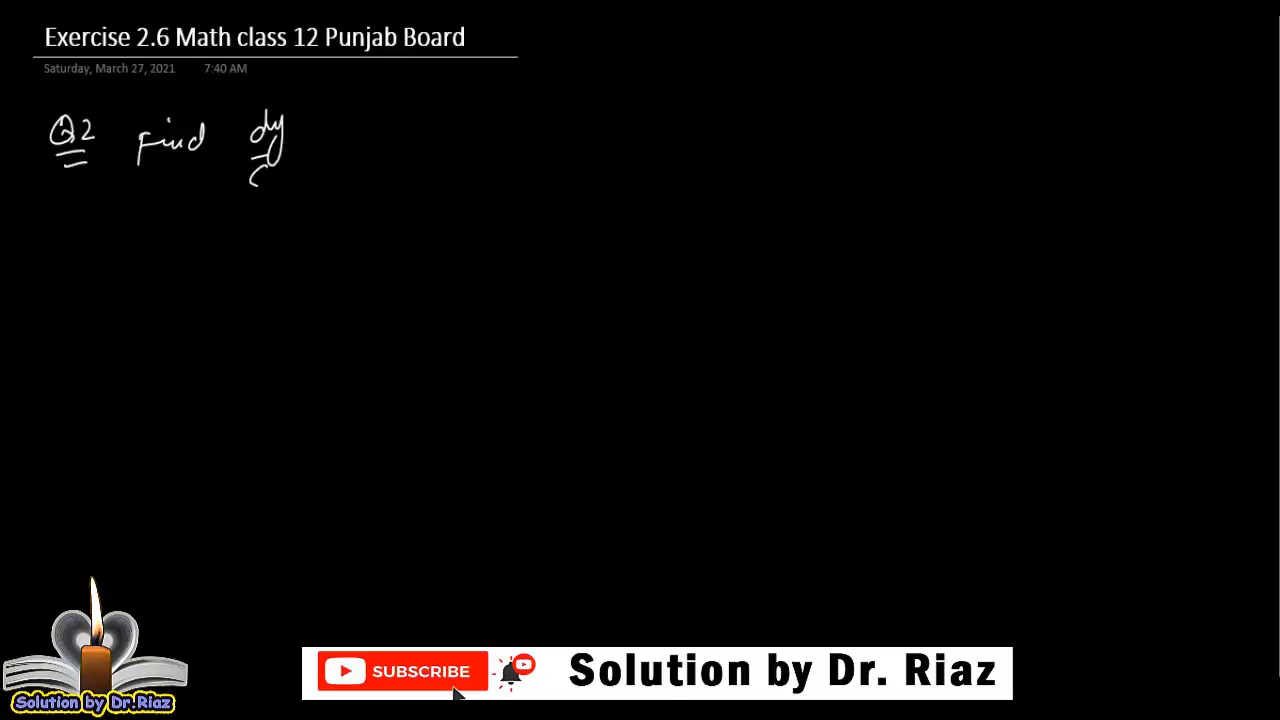 Exercise 2.6 Math class 12 Punjab Board
Saturday, March 27, 2021 7:40 AM
Q2 Find dy
SUBSCRIBE
Solution by Dr. Riaz
Solution by Dr.Riaz